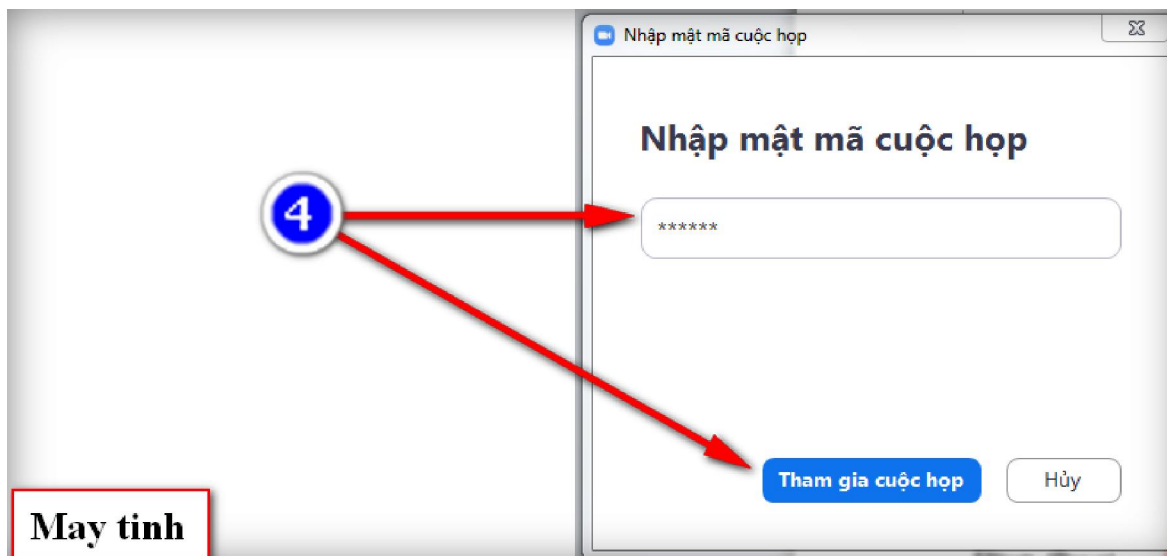 Nhập mật mã cuộc họp
Nhập mật mã cuộc họp
4
******
Tham gia cuộc họp
Hủy
May tinh